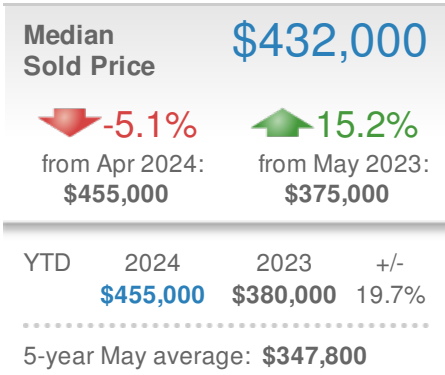 Median $432,000
Sold Price
-5.1% 15.2%
from Apr 2024: from May 2023:
$455,000 $375,000
YTD 2024 2023 +/-
$455,000 $380,000 19.7%
5-year May average: $347,800